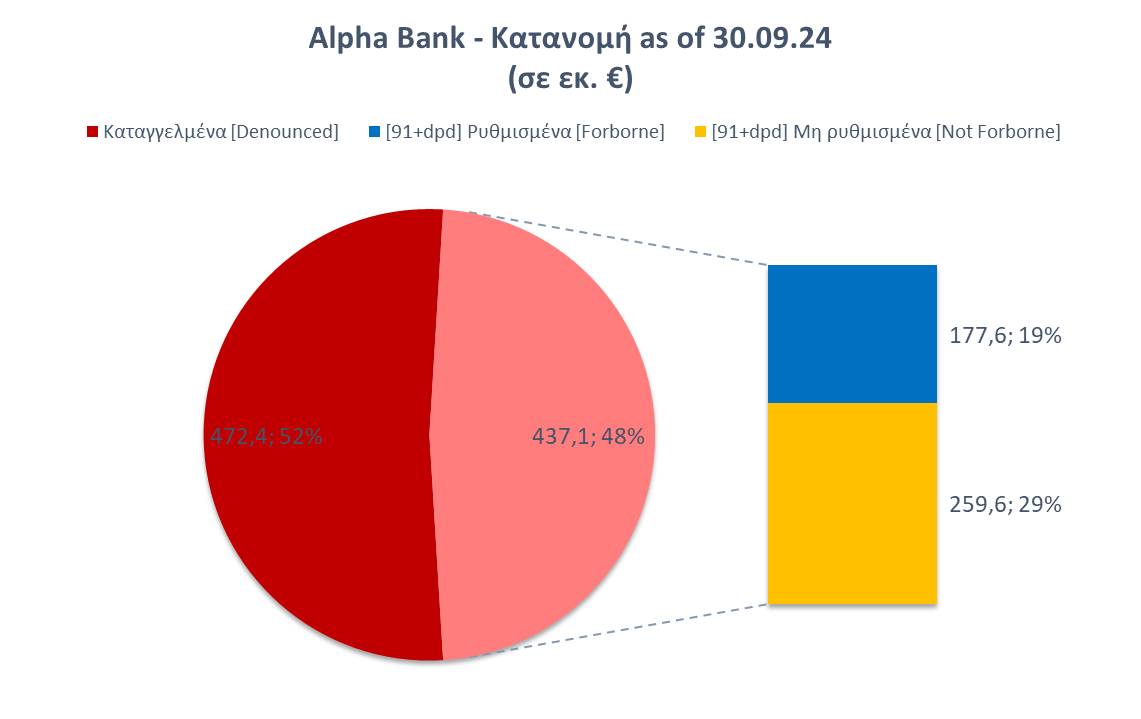 Alpha Bank - Κατανομή as of 30.09.24
(σε εκ. €)
Καταγγελμένα [Denounced] [91+dpd] Ρυθμισμένα [Forborne] [91+dpd] Μη ρυθμισμένα [Not Forborne]
177,6; 19%
472,4; 52%
437,1; 48%
259,6; 29%